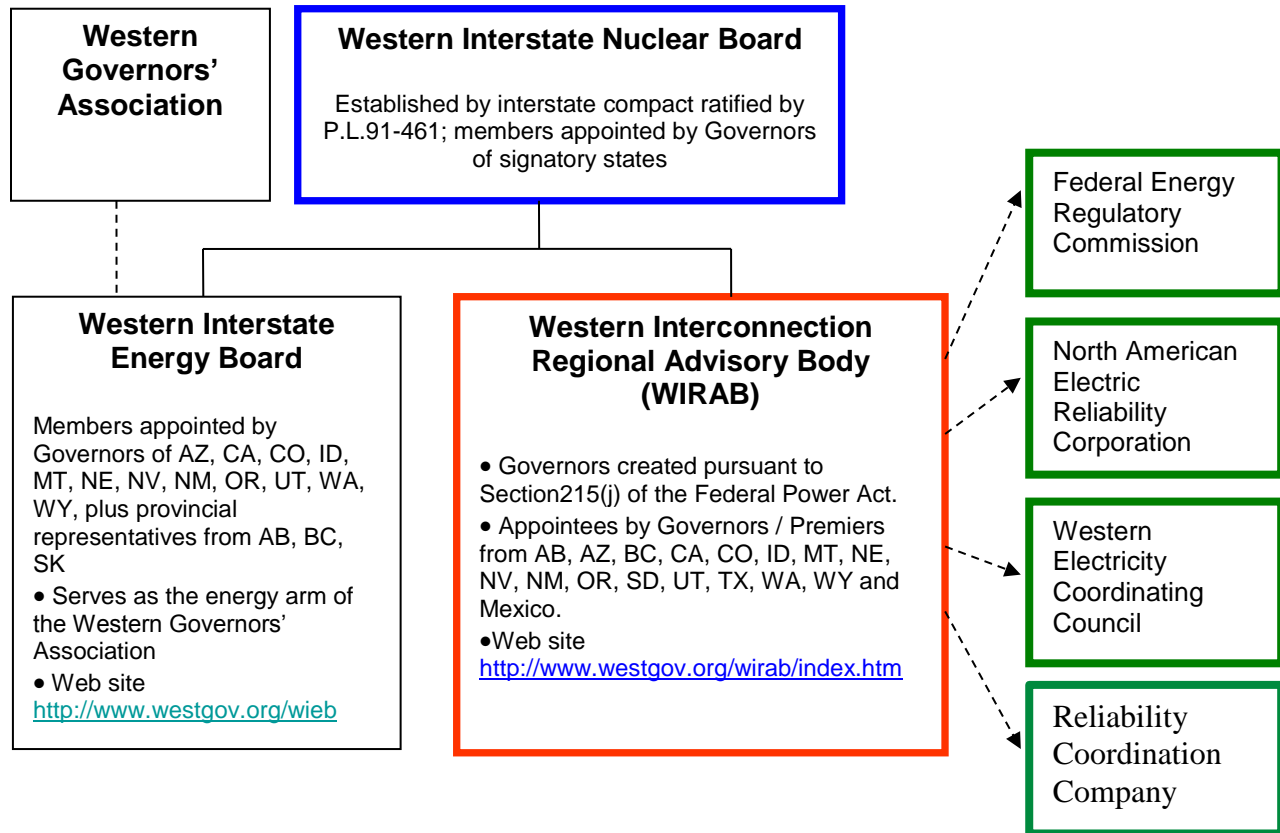 Western
Governors'
Association
Western Interstate Nuclear Board
Established by interstate compact ratified by
P.L.91-461; members appointed by Governors
of signatory states
Western Interstate
Energy Board
Members appointed by
Governors of AZ, CA, CO, ID,
MT, NE, NV, NM, OR, UT, WA,
WY, plus provincial
representatives from AB, BC,
SK
• Serves as the energy arm of
the Western Governors'
Association
• Web site
http://www.westgov.org/wieb
Western Interconnection
Regional Advisory Body
(WIRAB)
• Governors created pursuant to
Section215(j) of the Federal Power Act.
• Appointees by Governors / Premiers
from AB, AZ, BC, CA, CO, ID, MT, NE,
NV, NM, OR, SD, UT, TX, WA, WY and
Mexico.
•Web site
http://www.westgov.org/wirab/index.htm
Federal Energy
Regulatory
Commission
North American
Electric
Reliability
Corporation
Western
Electricity
Coordinating
Council
Reliability
Coordination
Company